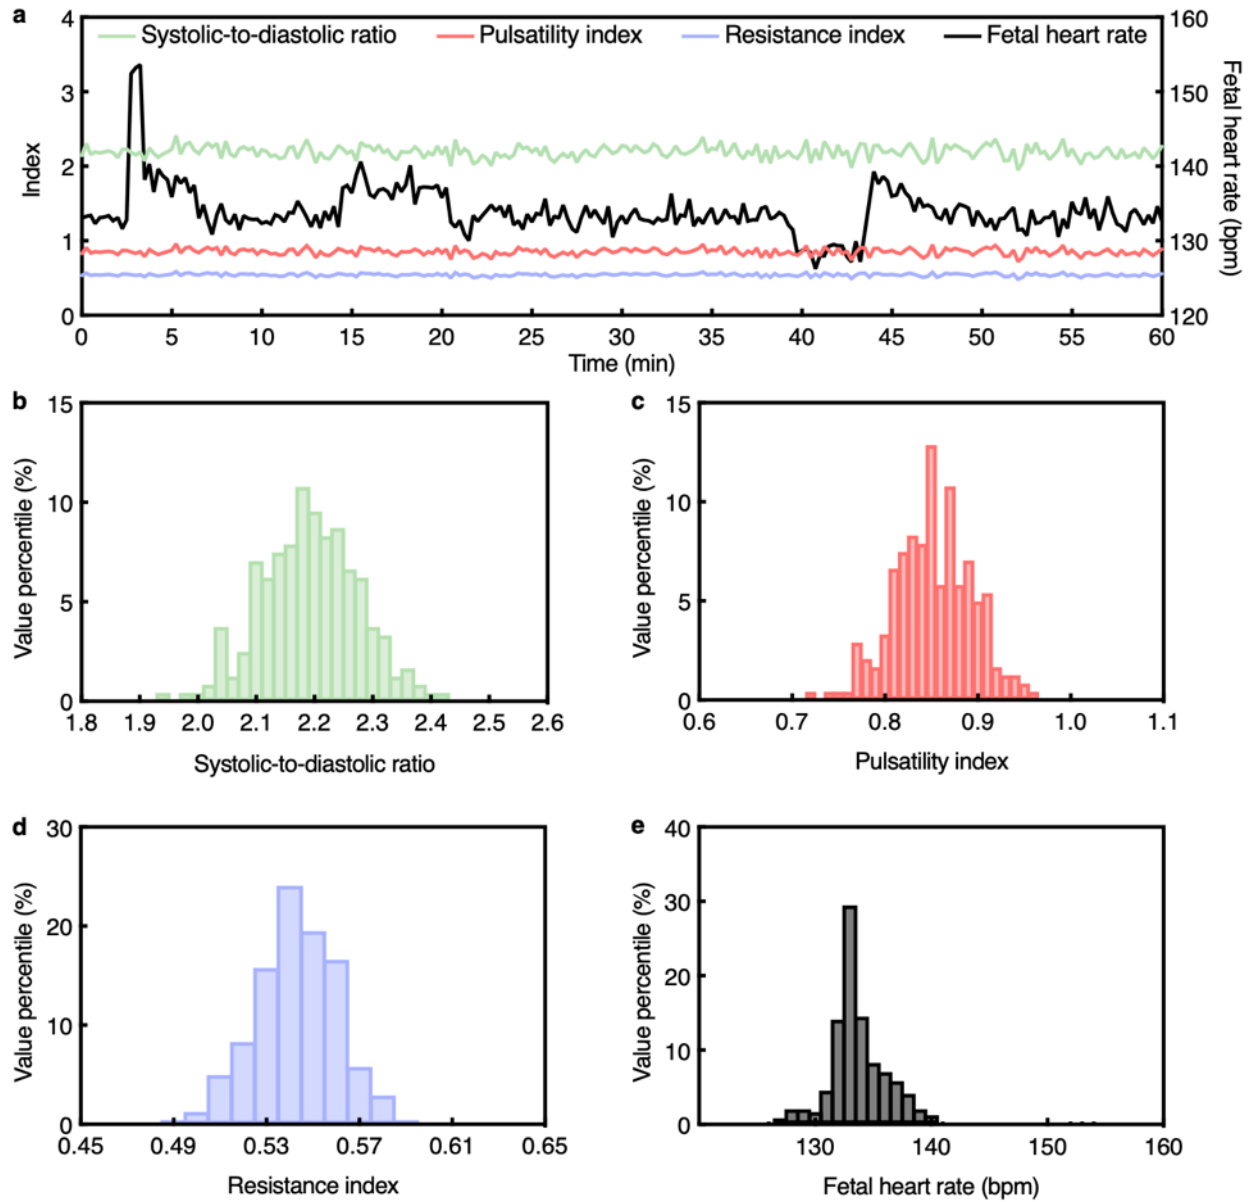 a
Systolic-to-diastolic ratio Pulsatility index Resistance index Fetal heart rate
4
3
2
1
0
Index
160
150
140
130
120
Fetal heart rate (bpm)
0 5 10 15 20 25 30 35 40 45 50 55 60
Time (min)
b
15
10
5
0
Value percentile (%)
1.8 1.9 2.0 2.1 2.2 2.3 2.4 2.5 2.6
Systolic-to-diastolic ratio
c
15
10
5
0
Value percentile (%)
0.6 0.7 0.8 0.9 1.0 1.1
Pulsatility index
d
30
20
10
0
Value percentile (%)
0.45 0.49 0.53 0.57 0.61 0.65
Resistance index
e
40
30
20
10
0
Value percentile (%)
130 140 150 160
Fetal heart rate (bpm)